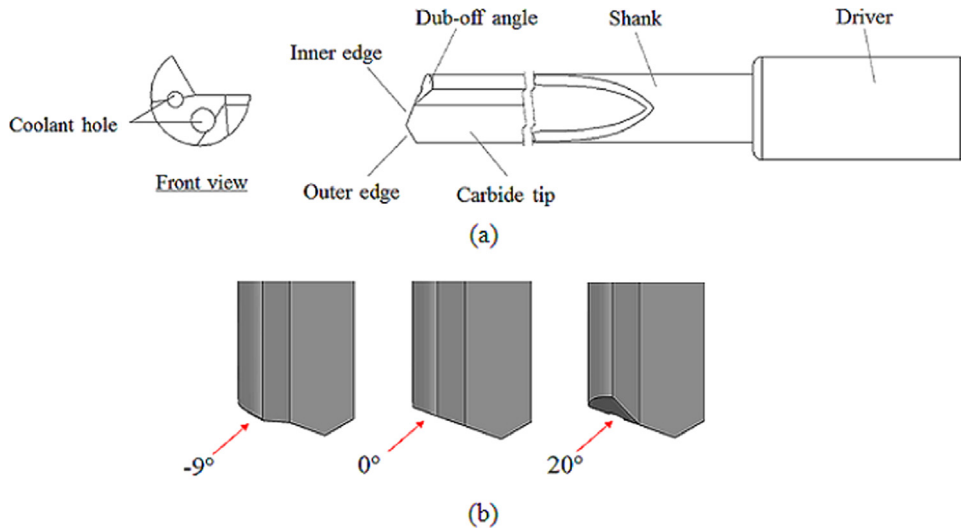 Dub-off angle
Shank
Driver
Inner edge
Coolant hole
Front view
Outer edge
Carbide tip
(a)
-9°
0°
20°
(b)